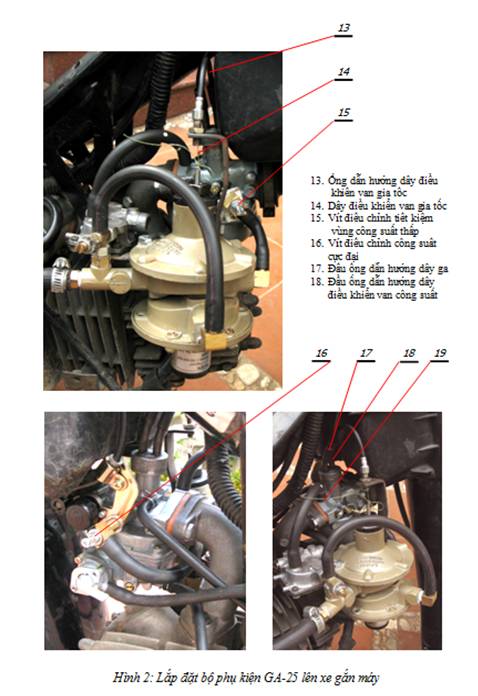 13
14
15
13. Ống dẫn hướng dây điều
khiển van gia tốc
14. Dây điều khiển van gia tốc
15. Vít điều chỉnh tiết kiệm
vùng công suất thấp
16. Vít điều chỉnh công suất
cực đại
17. Đầu ống dẫn hướng dây ga
18. Đầu ống dẫn hướng dây
điều khiển van công suất
16
17
18
19
Hình 2: Lắp đặt bộ phụ kiện GA-25 lên xe gắn máy